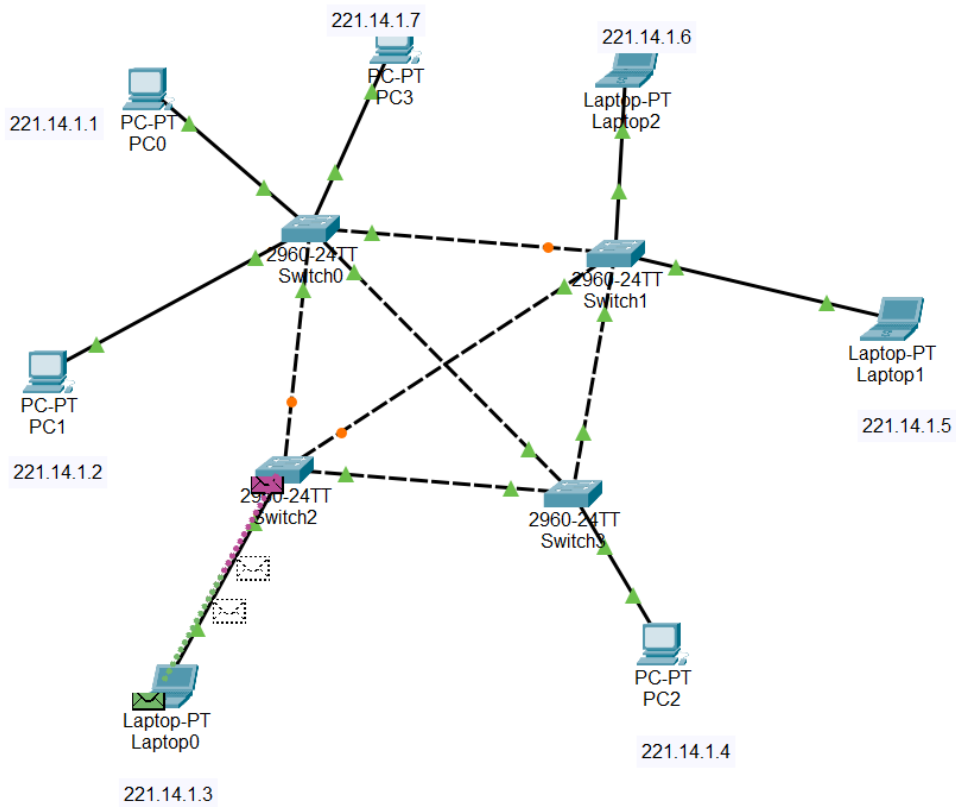 221.14.1.7
PC-PT
PC3
221.14.1.6
Laptop-PT
Laptop2
221.14.1.1
PC-PT
PC0
2960-24TT
Switch0
2960-24TT
Switch1
Laptop-PT
Laptop1
221.14.1.5
PC-PT
PC1
221.14.1.2
2960-24TT
Switch2
2960-24TT
Switch3
PC-PT
PC2
221.14.1.4
Laptop-PT
Laptop0
221.14.1.3